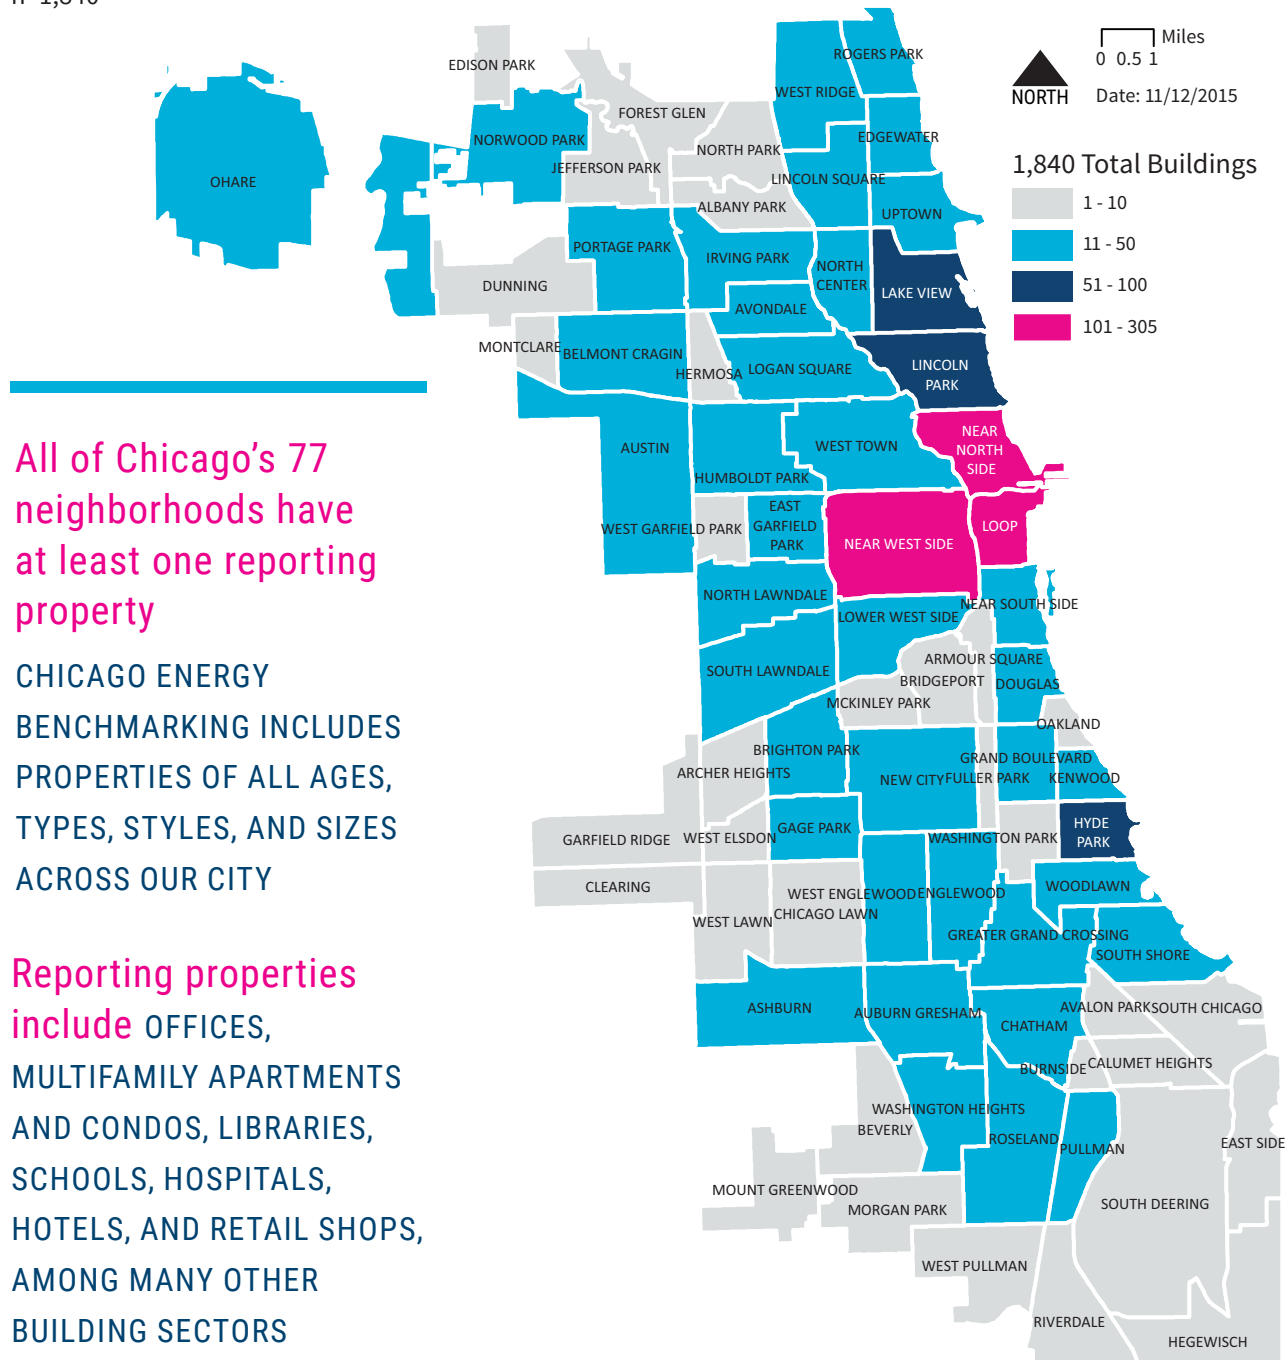 EDISON PARK
ROGERS PARK
Miles
0 0.5 1
NORTH
Date: 11/12/2015
WEST RIDGE
FOREST GLEN
NORWOOD PARK
EDGEWATER
NORTH PARK
JEFFERSON PARK
LINCOLN SQUARE
OHARE
ALBANY PARK
UPTOWN
1,840 Total Buildings
1 - 10
11 - 50
51 - 100
101 - 305
PORTAGE PARK
IRVING PARK
NORTH
CENTER
DUNNING
LAKE VIEW
AVONDALE
MONTCLARE
BELMONT CRAGIN
HERMOSA
LOGAN SQUARE
LINCOLN
PARK
All of Chicago’s 77
neighborhoods have
at least one reporting
property
CHICAGO ENERGY
BENCHMARKING INCLUDES
PROPERTIES OF ALL AGES,
TYPES, STYLES, AND SIZES
ACROSS OUR CITY
Reporting properties
include OFFICES,
MULTIFAMILY APARTMENTS
AND CONDOS, LIBRARIES,
SCHOOLS, HOSPITALS,
HOTELS, AND RETAIL SHOPS,
AMONG MANY OTHER
BUILDING SECTORS
AUSTIN
WEST TOWN
NEAR
NORTH
SIDE
HUMBOLDT PARK
WEST GARFIELD PARK
EAST
GARFIELD
PARK
LOOP
NEAR WEST SIDE
NORTH LAWNDALE
NEAR SOUTH SIDE
LOWER WEST SIDE
ARMOUR SQUARE
SOUTH LAWNDALE
BRIDGEPORT
DOUGLAS
MCKINLEY PARK
OAKLAND
BRIGHTON PARK
GRAND BOULEVARD
ARCHER HEIGHTS
NEW CITY
FULLER PARK
KENWOOD
GAGE PARK
HYDE
PARK
GARFIELD RIDGE
WEST ELSDON
WASHINGTON PARK
CLEARING
WEST ENGLEWOOD
ENGLEWOOD
WOODLAWN
CHICAGO LAWN
WEST LAWN
GREATER GRAND CROSSING
SOUTH SHORE
ASHBURN
AUBURN GRESHAM
AVALON PARK
SOUTH CHICAGO
CHATHAM
BURNSIDE
CALUMET HEIGHTS
WASHINGTON HEIGHTS
BEVERLY
ROSELAND
PULLMAN
EAST SIDE
MOUNT GREENWOOD
MORGAN PARK
SOUTH DEERING
WEST PULLMAN
RIVERDALE
HEGEWISCH